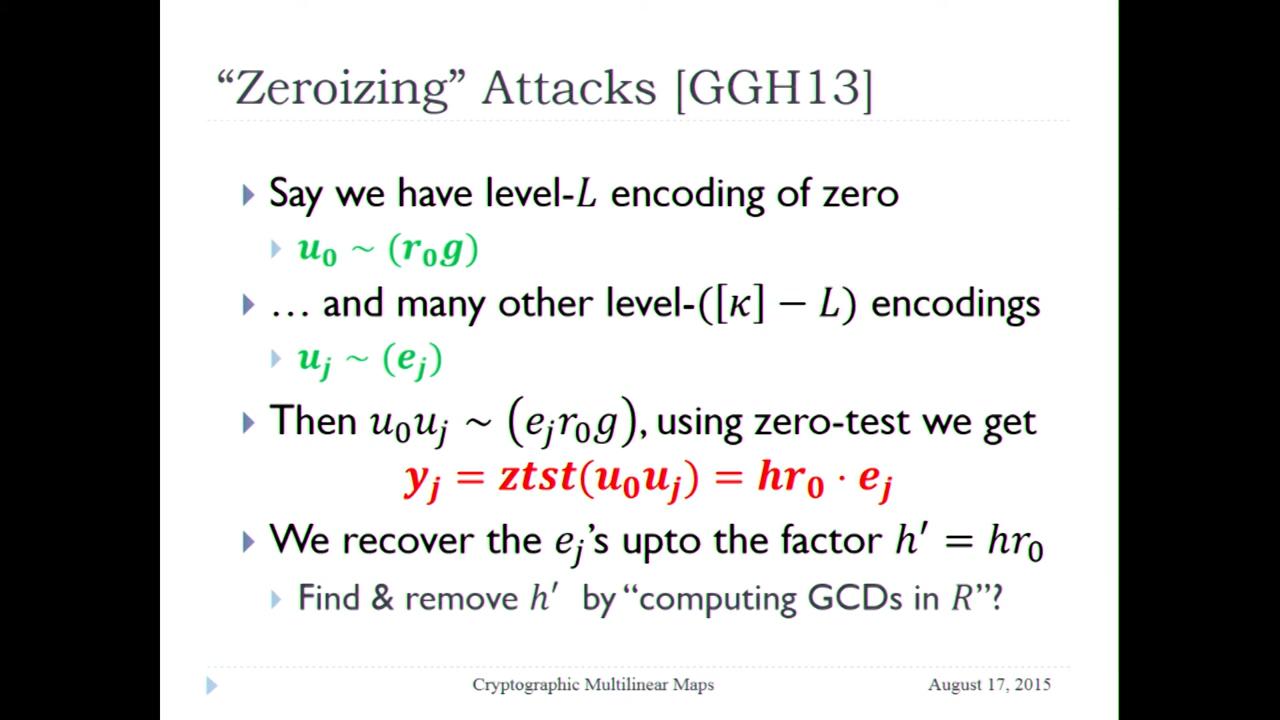 “Zeroizing” Attacks [GGH13]
Say we have level-L encoding of zero
u₀ ~ (r₀g)
… and many other level-([κ] − L) encodings
uⱼ ~ (eⱼ)
Then u₀uⱼ ~ (eⱼr₀g), using zero-test we get
yⱼ = ztst(u₀uⱼ) = hr₀ · eⱼ
We recover the eⱼ’s upto the factor h′ = hr₀
Find & remove h′ by “computing GCDs in R”?
Cryptographic Multilinear Maps
August 17, 2015